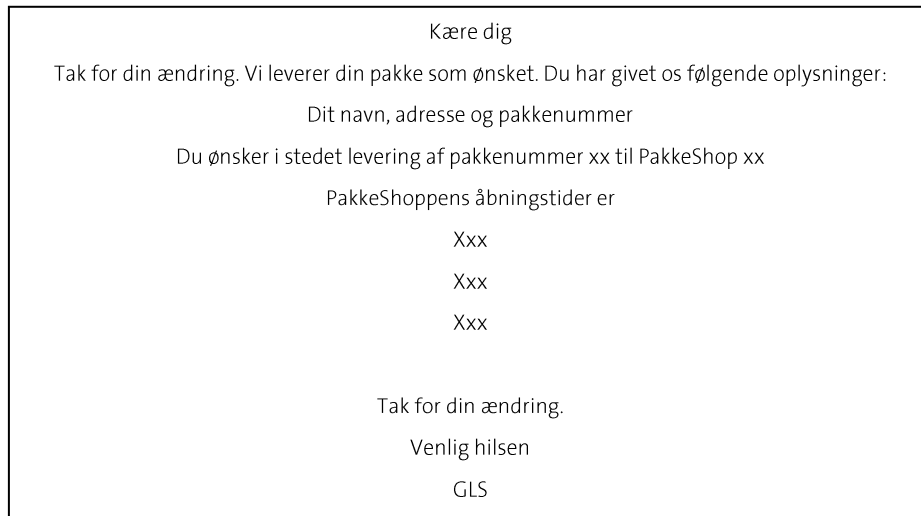 Kære dig
Tak for din ændring. Vi leverer din pakke som ønsket. Du har givet os følgende oplysninger:
Dit navn, adresse og pakkenummer
Du ønsker i stedet levering af pakkenummer xx til PakkeShop xx
PakkeShoppens åbningstider er
Xxx
Xxx
Xxx
Tak for din ændring.
Venlig hilsen
GLS